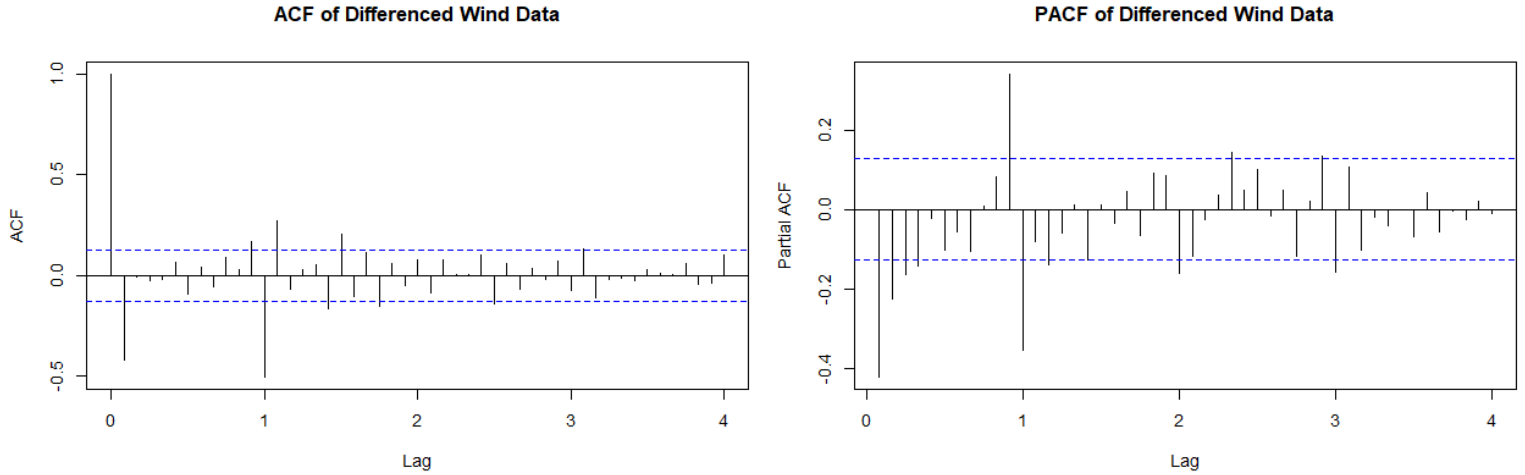 ACF of Differenced Wind Data
ACF
1.0
0.5
0.0
-0.5
0 1 2 3 4
Lag
PACF of Differenced Wind Data
Partial ACF
0.2
0.0
-0.2
-0.4
0 1 2 3 4
Lag